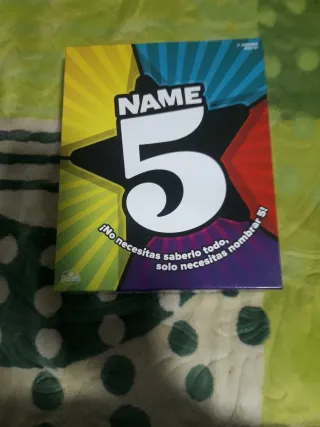 NAME
5
¡No necesitas saberlo todo,
solo necesitas nombrar 5!